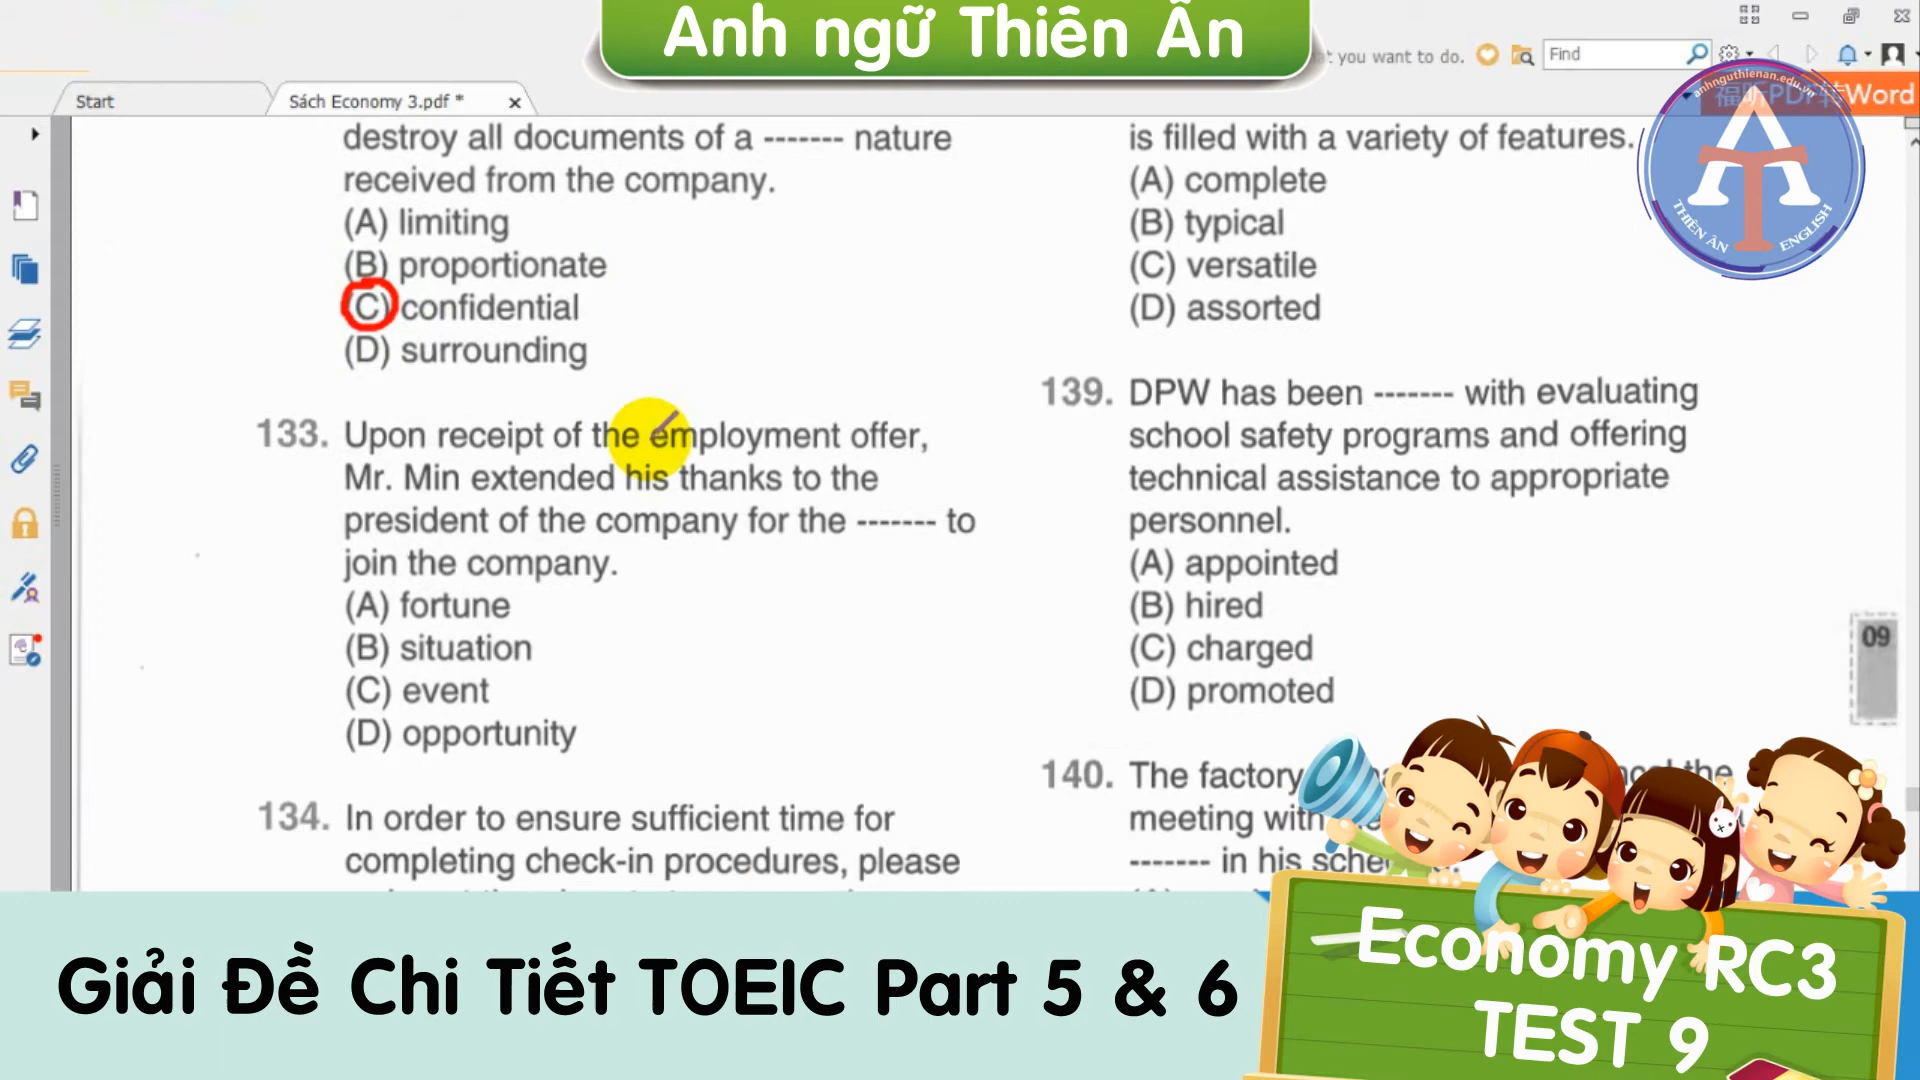 Anh ngữ Thiên Ân
at you want to do.
Find
Start
Sách Economy 3.pdf *
Word
anhnguthienan.edu.vn
THIÊN ÂN ENGLISH
destroy all documents of a ------- nature
received from the company.
(A) limiting
(B) proportionate
(C) confidential
(D) surrounding
133. Upon receipt of the employment offer,
Mr. Min extended his thanks to the
president of the company for the ------- to
join the company.
(A) fortune
(B) situation
(C) event
(D) opportunity
134. In order to ensure sufficient time for
completing check-in procedures, please
is filled with a variety of features.
(A) complete
(B) typical
(C) versatile
(D) assorted
139. DPW has been ------- with evaluating
school safety programs and offering
technical assistance to appropriate
personnel.
(A) appointed
(B) hired
(C) charged
(D) promoted
09
140. The factory the
meeting with
------- in his
Giải Đề Chi Tiết TOEIC Part 5 & 6
Economy RC3
TEST 9